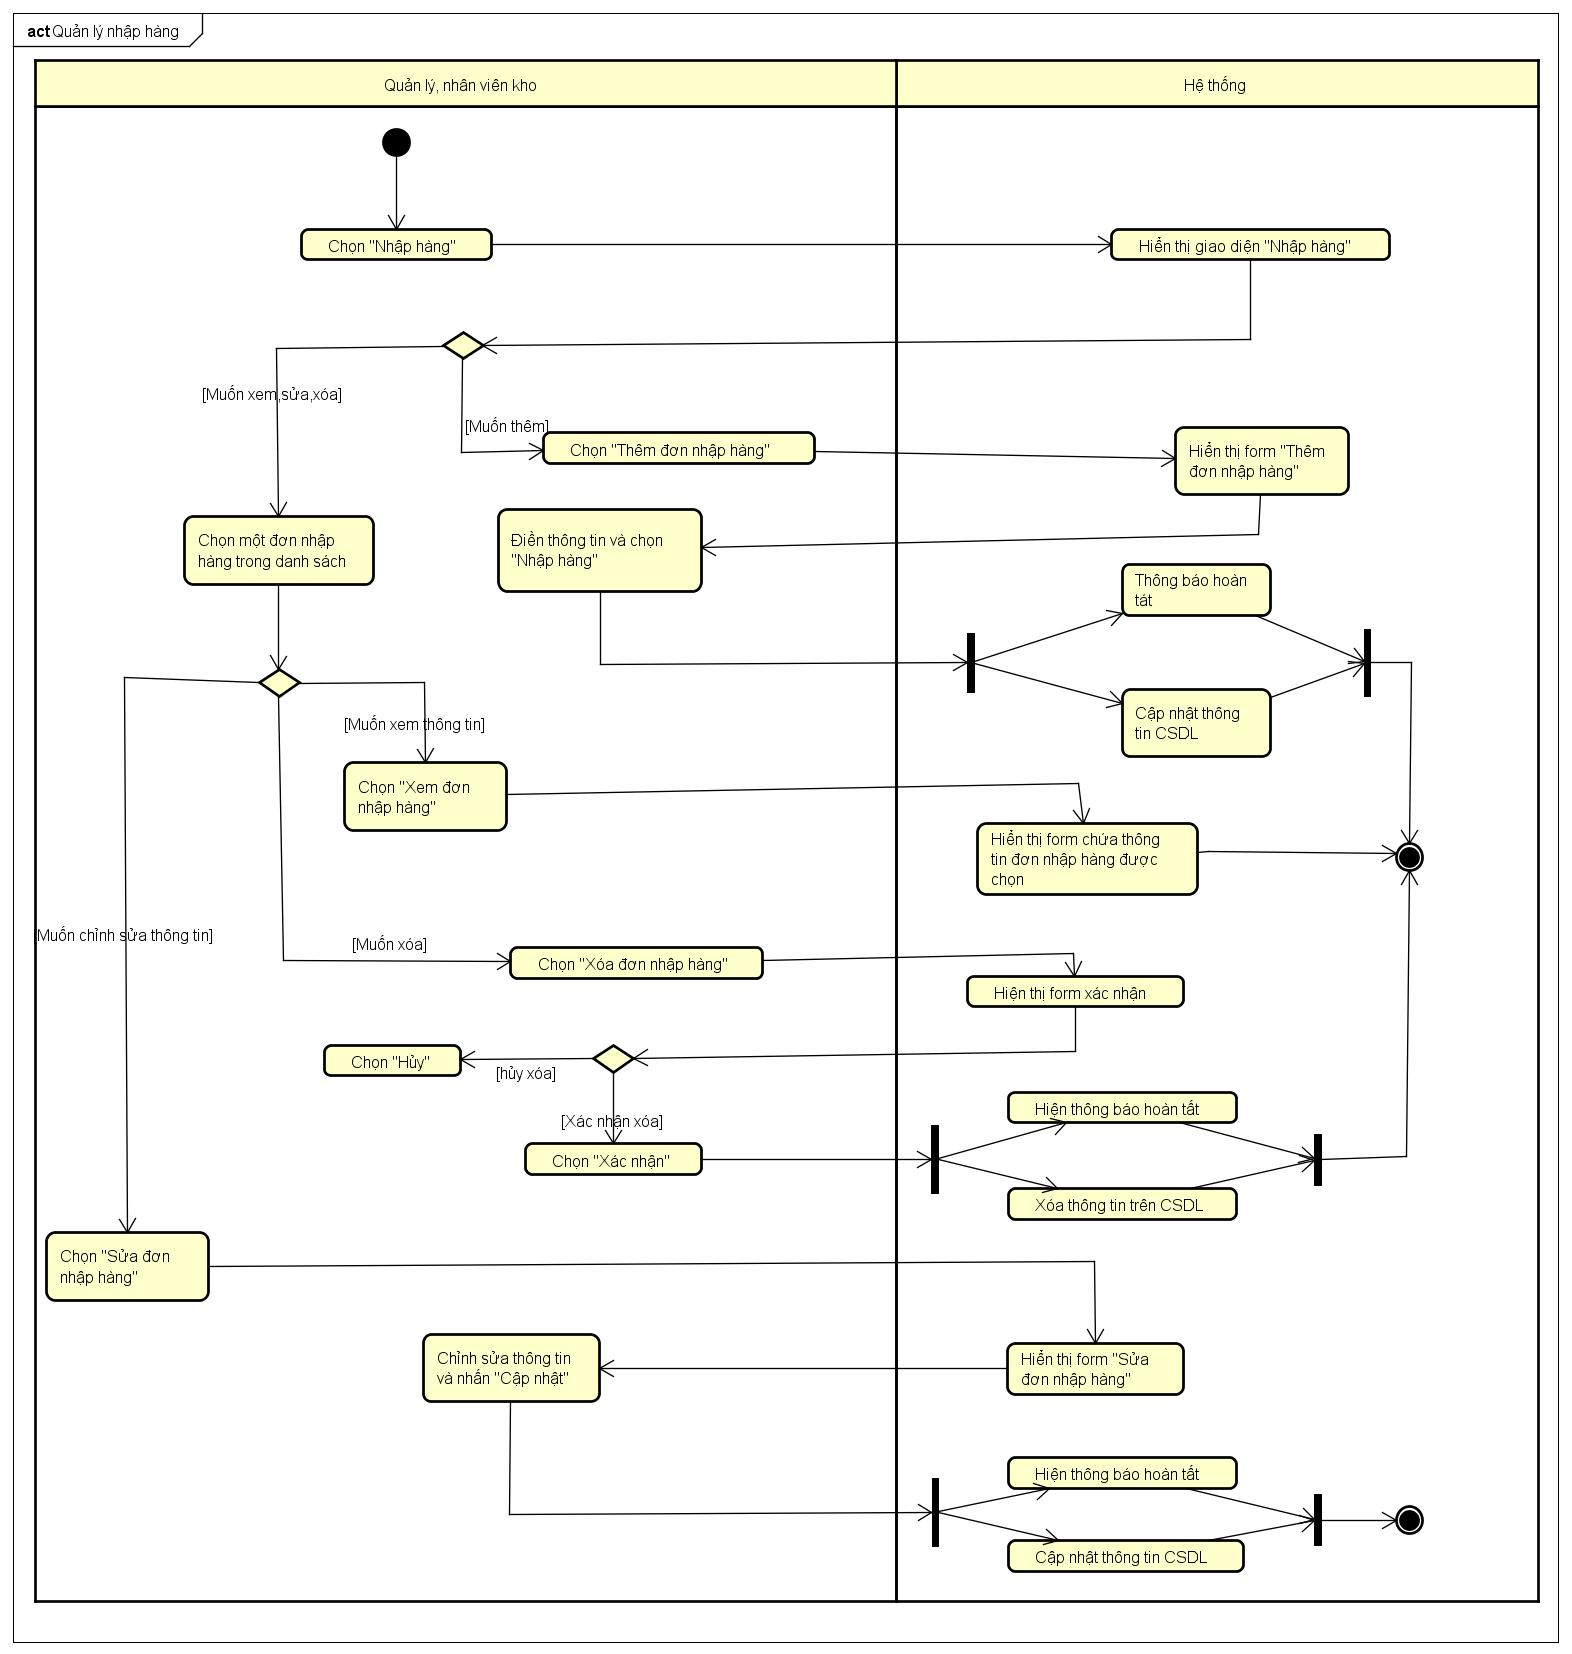 act Quản lý nhập hàng
Quản lý, nhân viên kho
Hệ thống
Chọn "Nhập hàng"
Hiển thị giao diện "Nhập hàng"
[Muốn xem,sửa,xóa]
[Muốn thêm]
Chọn "Thêm đơn nhập hàng"
Hiển thị form "Thêm
đơn nhập hàng"
Chọn một đơn nhập
hàng trong danh sách
Điền thông tin và chọn
"Nhập hàng"
Thông báo hoàn
tát
Cập nhật thông
tin CSDL
[Muốn xem thông tin]
Chọn "Xem đơn
nhập hàng"
Hiển thị form chứa thông
tin đơn nhập hàng được
chọn
[Muốn chỉnh sửa thông tin]
[Muốn xóa]
Chọn "Xóa đơn nhập hàng"
Hiện thị form xác nhận
Chọn "Hủy"
[hủy xóa]
[Xác nhận xóa]
Chọn "Xác nhận"
Hiện thông báo hoàn tất
Xóa thông tin trên CSDL
Chọn "Sửa đơn
nhập hàng"
Chỉnh sửa thông tin
và nhấn "Cập nhật"
Hiển thị form "Sửa
đơn nhập hàng"
Hiện thông báo hoàn tất
Cập nhật thông tin CSDL